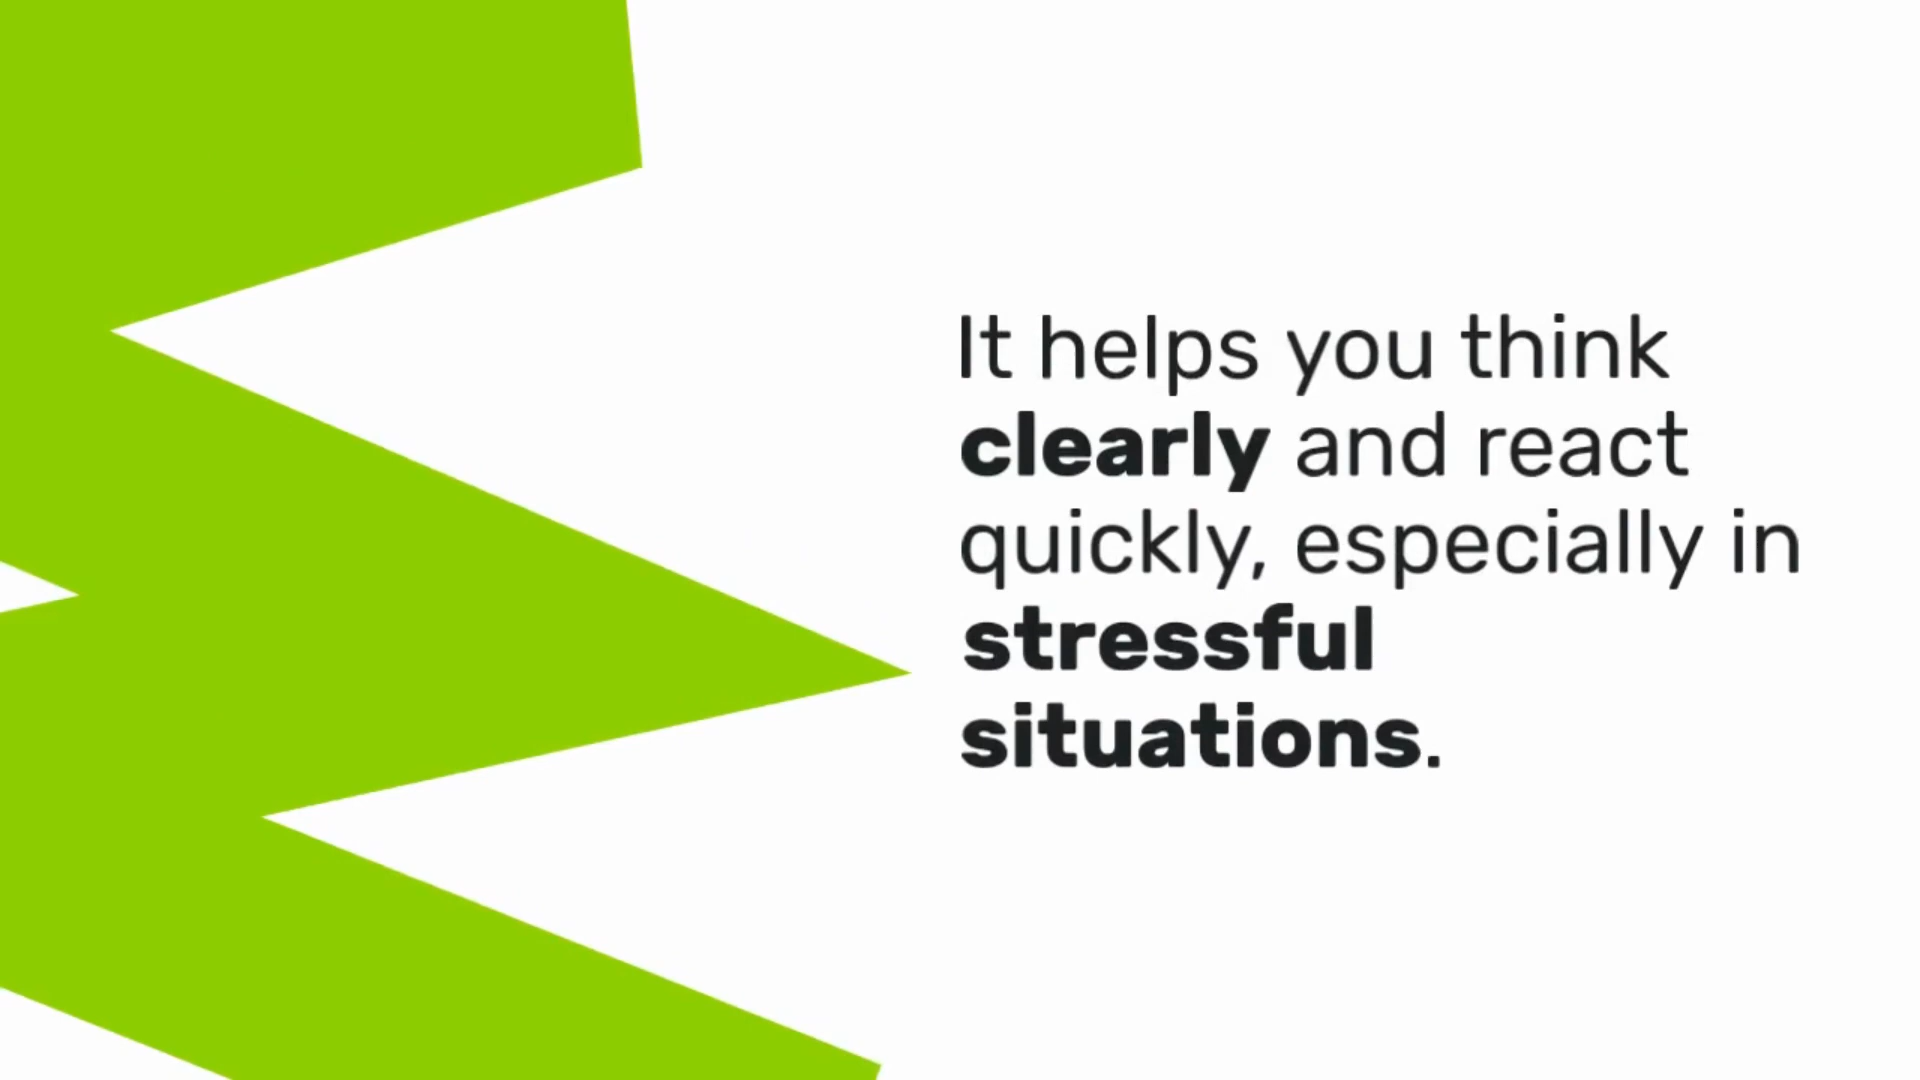 It helps you think
clearly and react
quickly, especially in
stressful
situations.